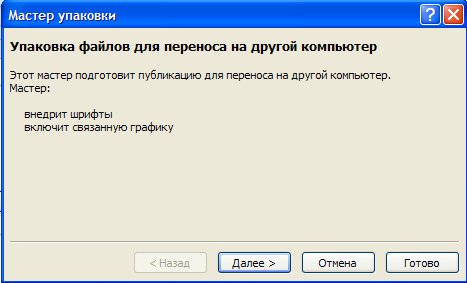 Мастер упаковки
Упаковка файлов для переноса на другой компьютер
Этот мастер подготовит публикацию для переноса на другой компьютер.
Мастер:
внедрит шрифты
включит связанную графику
< Назад
Далее >
Отмена
Готово